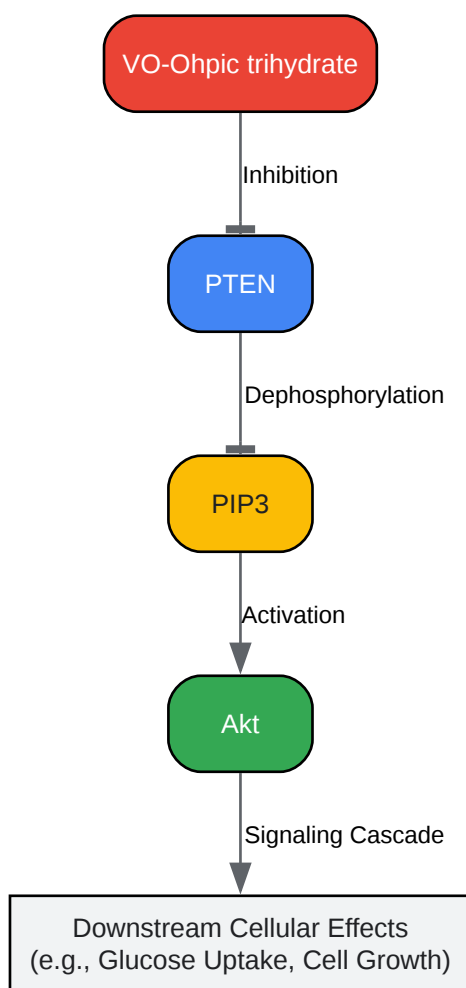 VO-Ohpic trihydrate
Inhibition
PTEN
Dephosphorylation
PIP3
Activation
Akt
Signaling Cascade
Downstream Cellular Effects
(e.g., Glucose Uptake, Cell Growth)